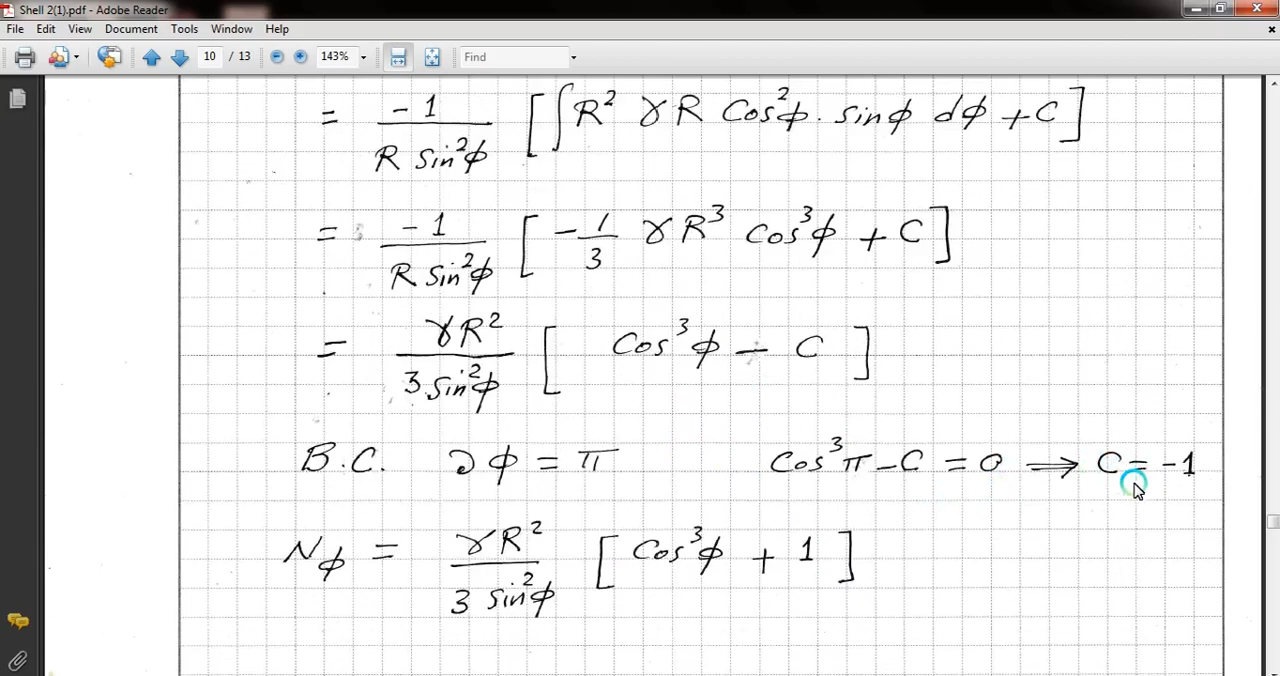 Shell 2(1).pdf - Adobe Reader
File Edit View Document Tools Window Help
10 / 13 143% Find
= -1 / (R Sin²ϕ) [∫R² γR Cos²ϕ. sinϕ dϕ + C]
= -1 / (R Sin²ϕ) [-1/3 γR³ Cos³ϕ + C]
= γR² / (3 Sin²ϕ) [Cos³ϕ - C]
B.C. ∂ϕ = π Cos³π - C = 0 ⟹ C = -1
Nϕ = γR² / (3 Sin²ϕ) [Cos³ϕ + 1]